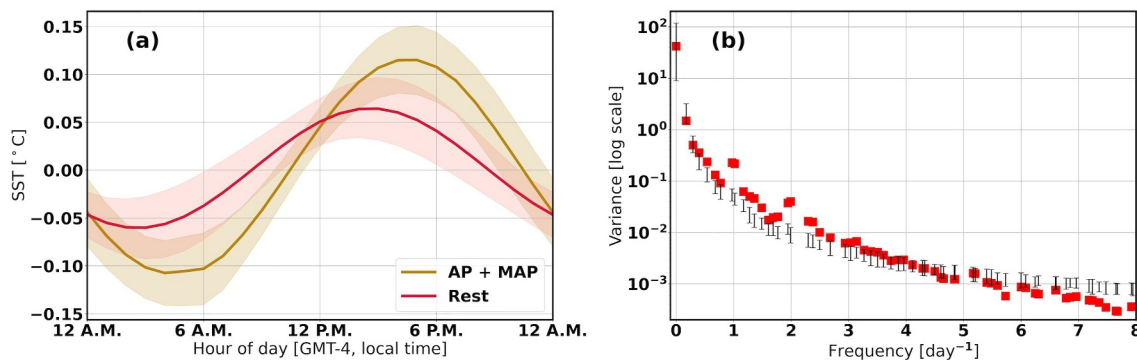 (a)
SST [°C]
0.15
0.10
0.05
0.00
−0.05
−0.10
−0.15
12 A.M. 6 A.M. 12 P.M. 6 P.M. 12 A.M.
Hour of day [GMT-4, local time]
AP + MAP
Rest
(b)
Variance [log scale]
10²
10¹
10⁰
10⁻¹
10⁻²
10⁻³
0 1 2 3 4 5 6 7 8
Frequency [day⁻¹]